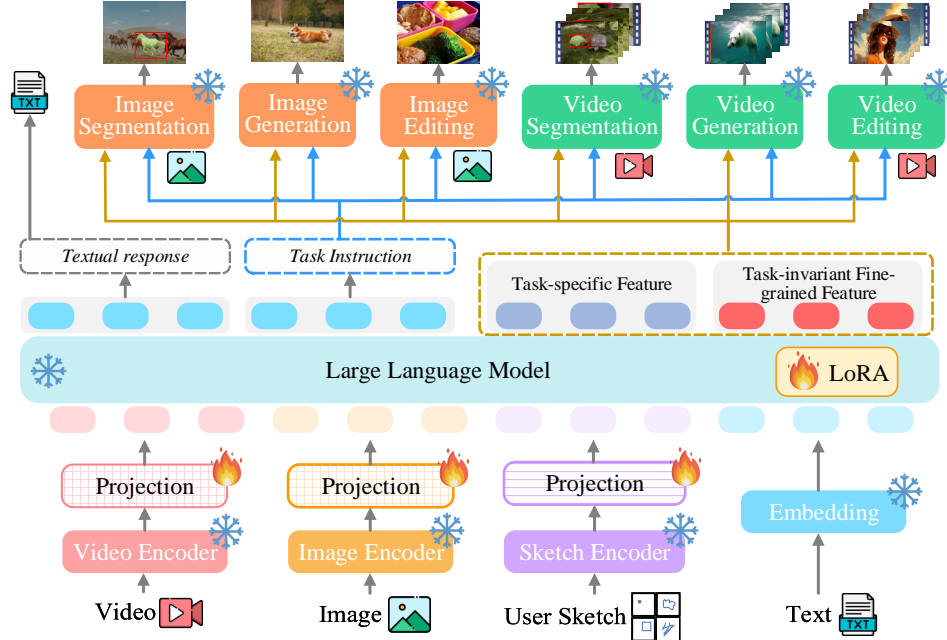 TXT
Image
Segmentation
Image
Generation
Image
Editing
Video
Segmentation
Video
Generation
Video
Editing
Textual response
Task Instruction
Task-specific Feature
Task-invariant Fine-
grained Feature
Large Language Model
LoRA
Projection
Projection
Projection
Video Encoder
Image Encoder
Sketch Encoder
Embedding
Video
Image
User Sketch
Text
TXT